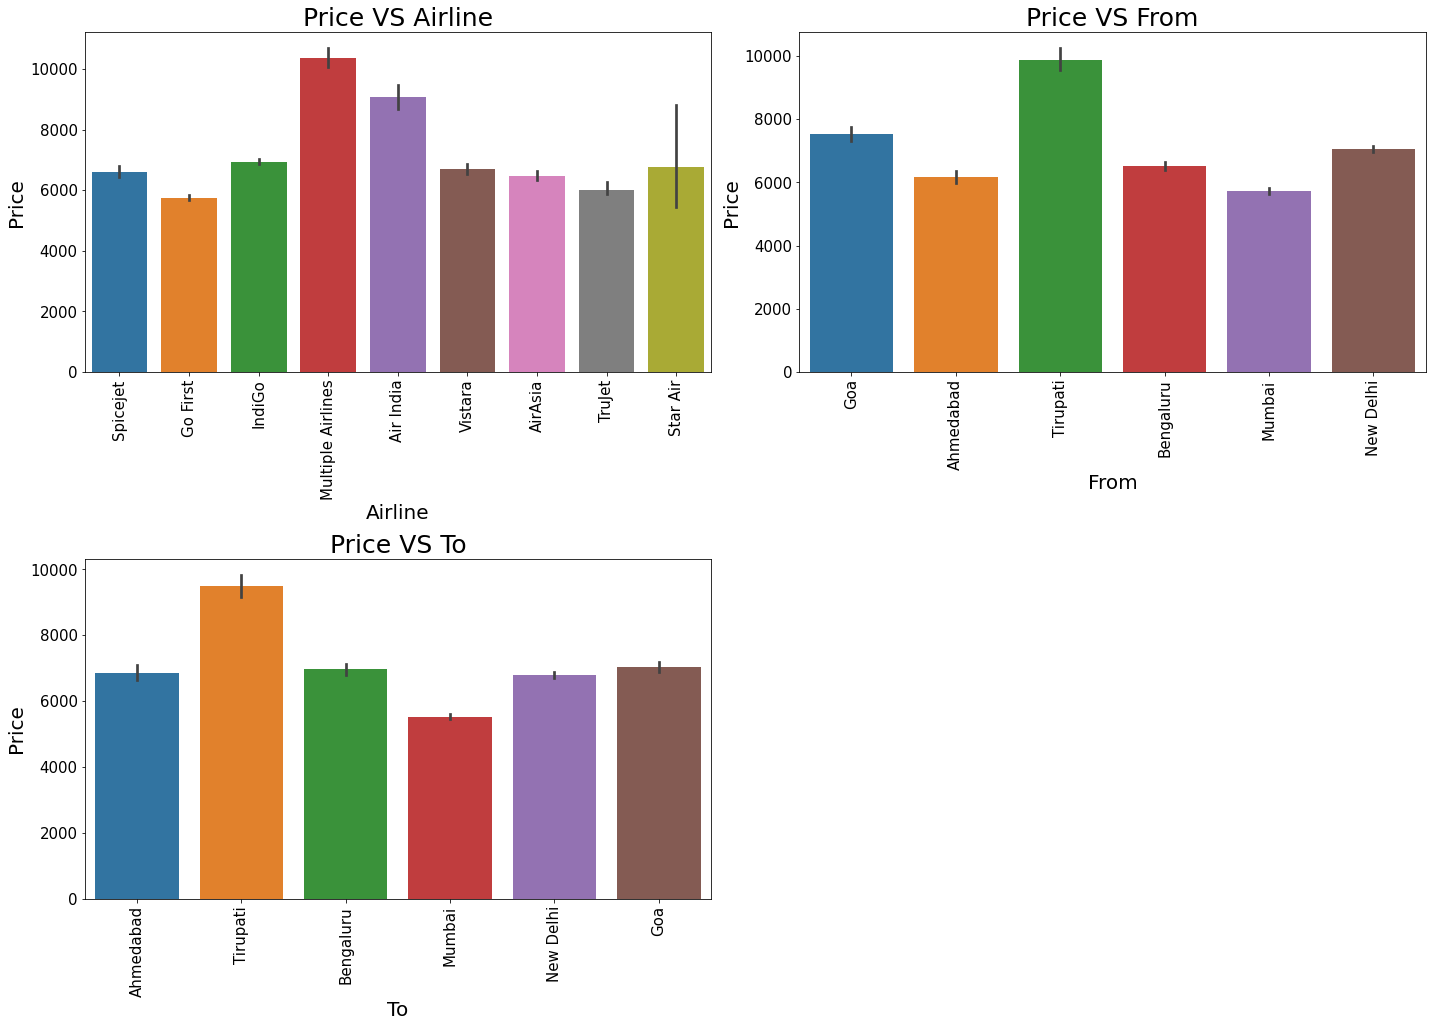 Price VS Airline
Price
10000
8000
6000
4000
2000
0
Spicejet
Go First
IndiGo
Multiple Airlines
Air India
Vistara
AirAsia
TruJet
Star Air
Airline
Price VS From
Price
10000
8000
6000
4000
2000
0
Goa
Ahmedabad
Tirupati
Bengaluru
Mumbai
New Delhi
From
Price VS To
Price
10000
8000
6000
4000
2000
0
Ahmedabad
Tirupati
Bengaluru
Mumbai
New Delhi
Goa
To